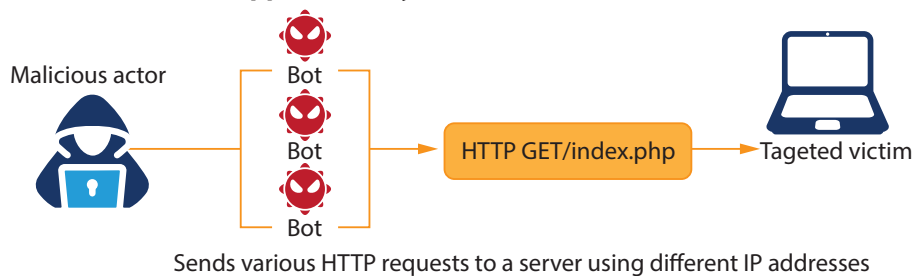 Malicious actor
Bot
Bot
Bot
HTTP GET/index.php
Tageted victim
Sends various HTTP requests to a server using different IP addresses